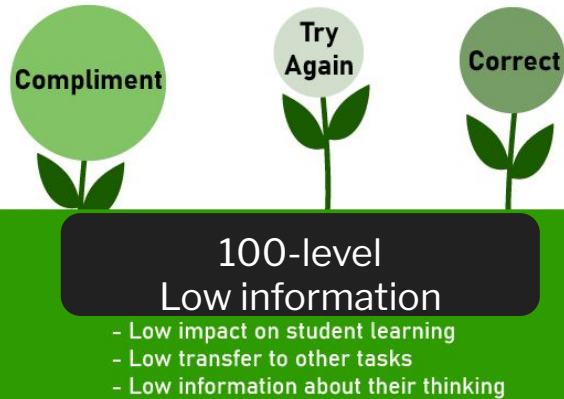 Compliment
Try
Again
Correct
100-level
Low information
- Low impact on student learning
- Low transfer to other tasks
- Low information about their thinking